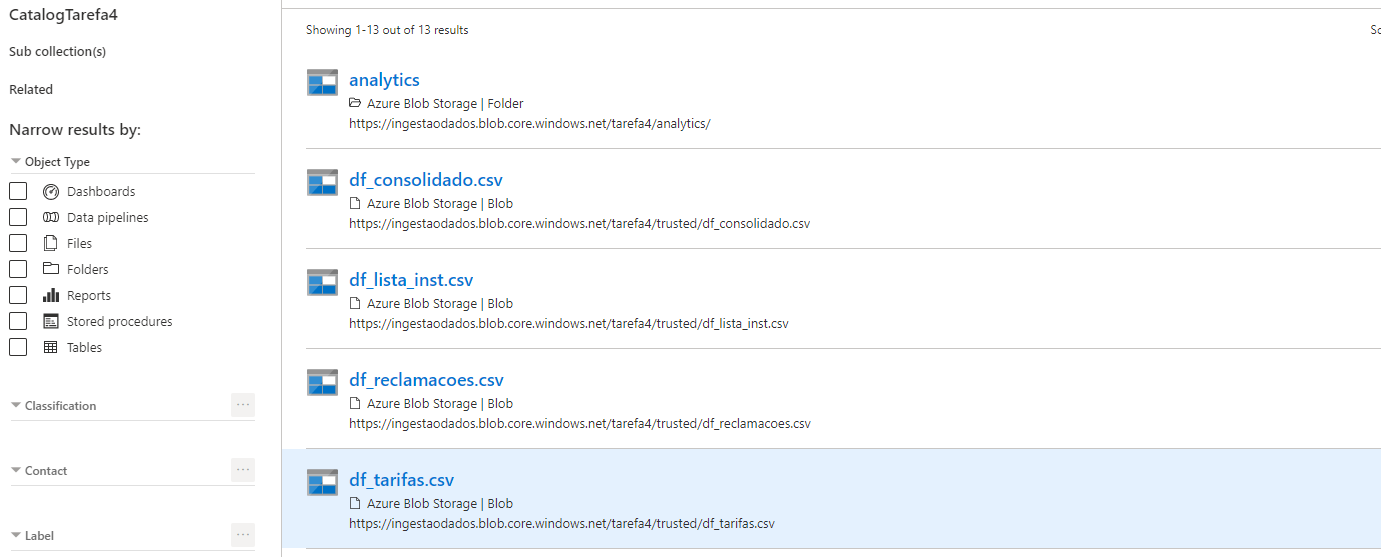 CatalogTarefa4
Sub collection(s)
Related
Narrow results by:
Object Type
Dashboards
Data pipelines
Files
Folders
Reports
Stored procedures
Tables
Classification
...
Contact
...
Label
...
Showing 1-13 out of 13 results
analytics
Azure Blob Storage | Folder
https://ingestaodados.blob.core.windows.net/tarefa4/analytics/
df_consolidado.csv
Azure Blob Storage | Blob
https://ingestaodados.blob.core.windows.net/tarefa4/trusted/df_consolidado.csv
df_lista_inst.csv
Azure Blob Storage | Blob
https://ingestaodados.blob.core.windows.net/tarefa4/trusted/df_lista_inst.csv
df_reclamacoes.csv
Azure Blob Storage | Blob
https://ingestaodados.blob.core.windows.net/tarefa4/trusted/df_reclamacoes.csv
df_tarifas.csv
Azure Blob Storage | Blob
https://ingestaodados.blob.core.windows.net/tarefa4/trusted/df_tarifas.csv